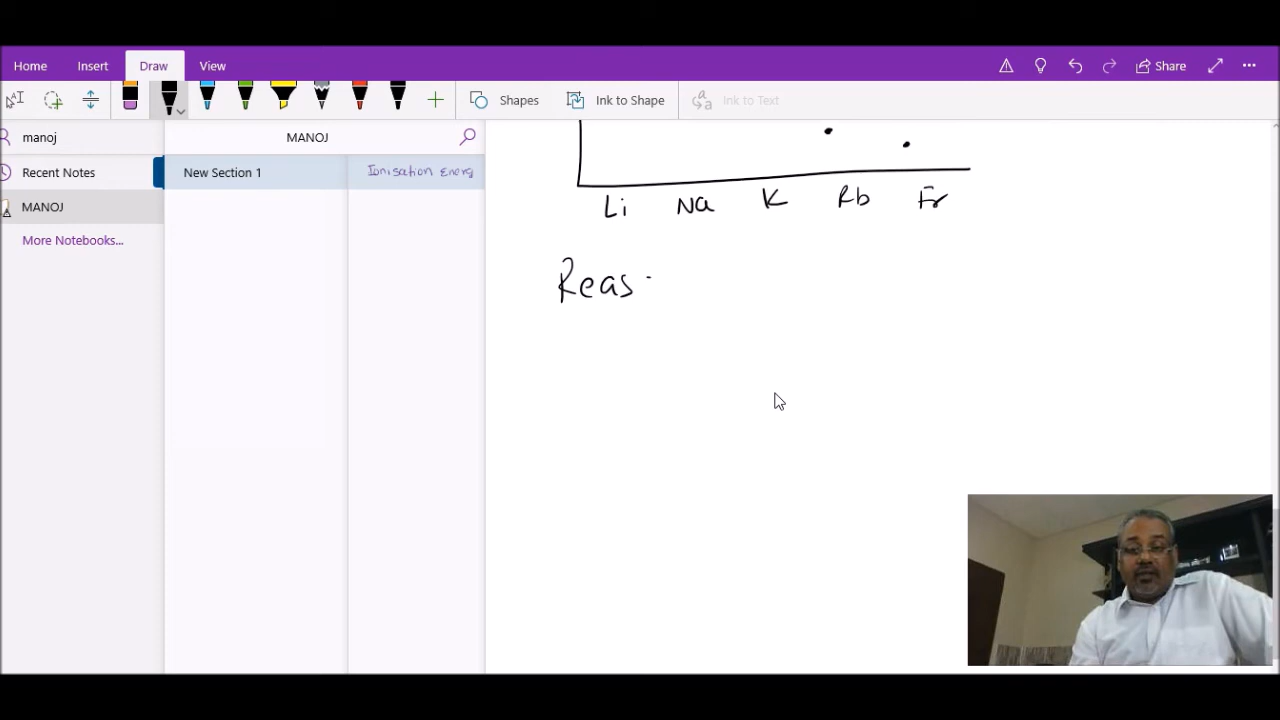 Home Insert Draw View Share
Shapes Ink to Shape Ink to Text
manoj MANOJ
Recent Notes New Section 1 Ionisation Energ
MANOJ
More Notebooks...
Li Na K Rb Fr
Reas